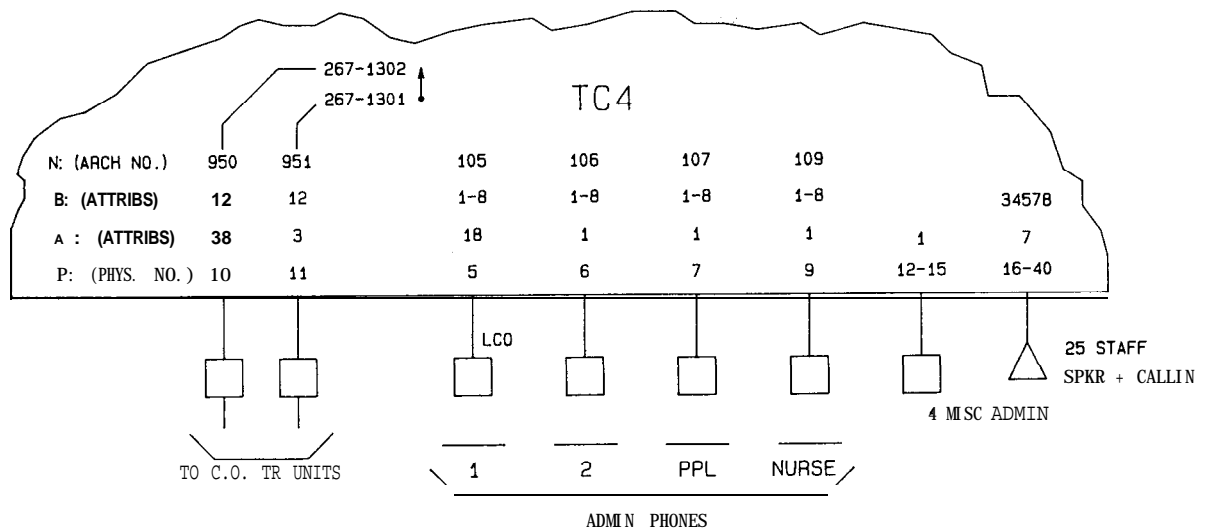 267-1302
267-1301
TC4
N: (ARCH NO.) 950 951 105 106 107 109
B: (ATTRIBS) 12 12 1-8 1-8 1-8 1-8 34578
A : (ATTRIBS) 38 3 18 1 1 1 1 7
P: (PHYS. NO.) 10 11 5 6 7 9 12-15 16-40
LCO
25 STAFF
SPKR + CALLIN
4 MISC ADMIN
TO C.O. TR UNITS
1 2 PPL NURSE
ADMIN PHONES